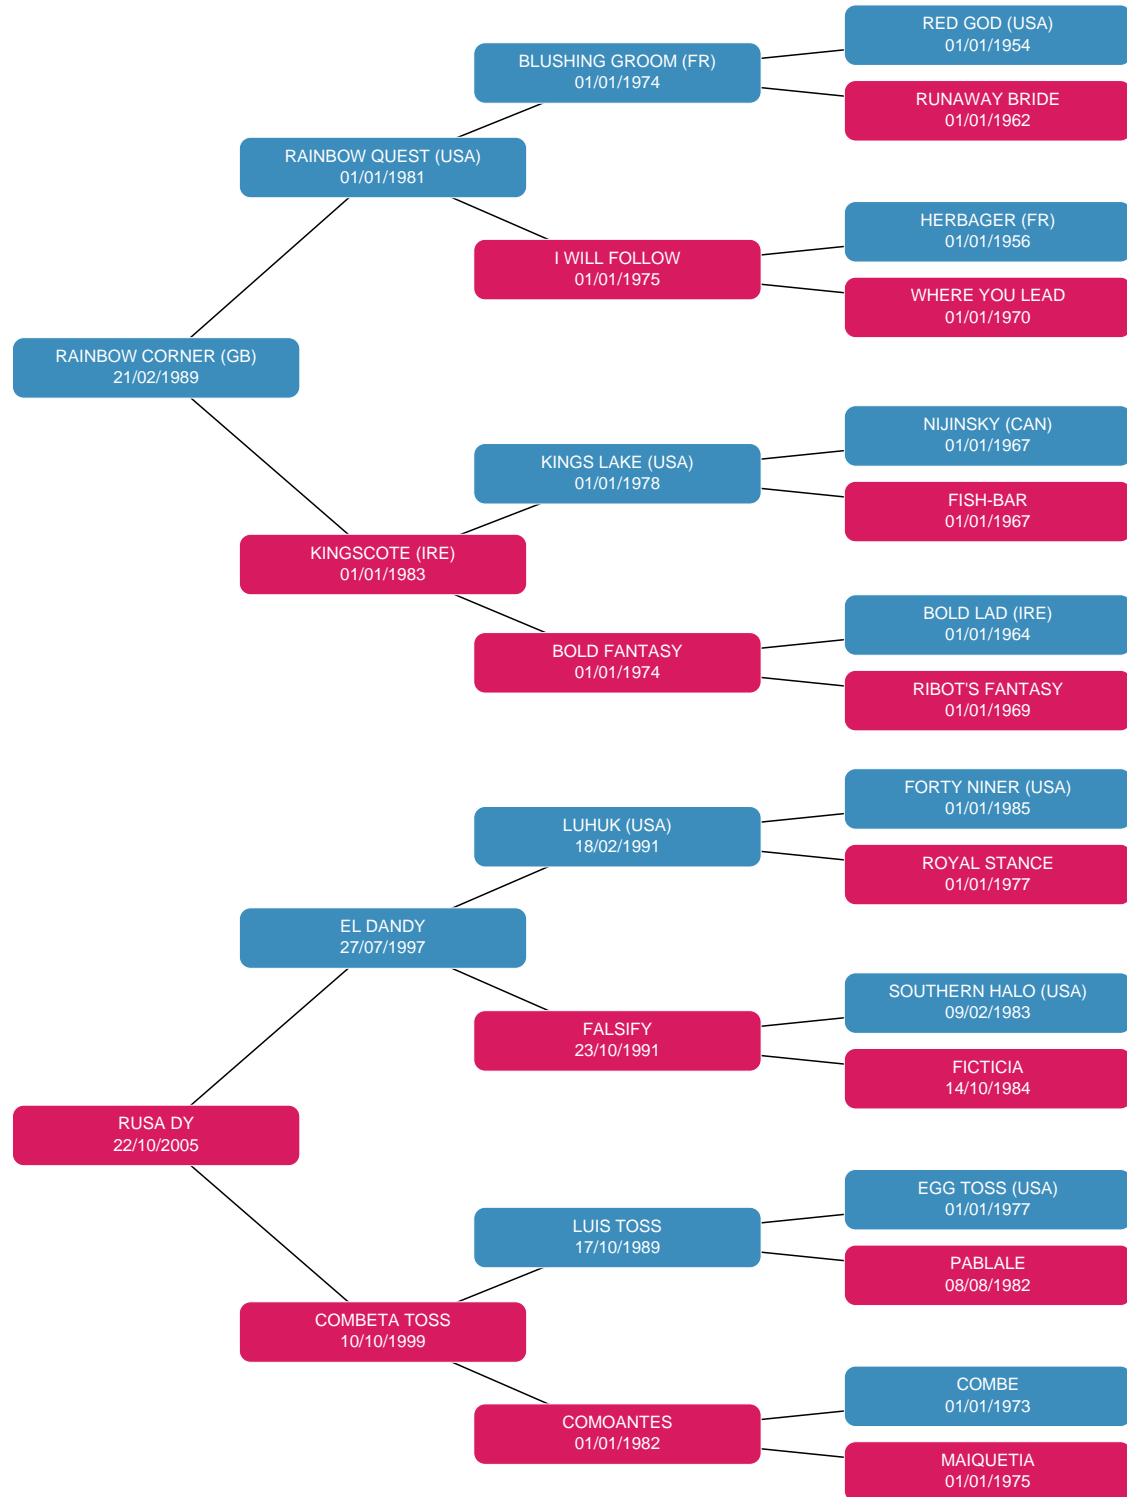 RED GOD (USA)
01/01/1954
BLUSHING GROOM (FR)
01/01/1974
RUNAWAY BRIDE
01/01/1962
RAINBOW QUEST (USA)
01/01/1981
HERBAGER (FR)
01/01/1956
I WILL FOLLOW
01/01/1975
WHERE YOU LEAD
01/01/1970
RAINBOW CORNER (GB)
21/02/1989
NIJINSKY (CAN)
01/01/1967
KINGS LAKE (USA)
01/01/1978
FISH-BAR
01/01/1967
KINGSCOTE (IRE)
01/01/1983
BOLD LAD (IRE)
01/01/1964
BOLD FANTASY
01/01/1974
RIBOT'S FANTASY
01/01/1969
FORTY NINER (USA)
01/01/1985
LUHUK (USA)
18/02/1991
ROYAL STANCE
01/01/1977
EL DANDY
27/07/1997
SOUTHERN HALO (USA)
09/02/1983
FALSIFY
23/10/1991
FICTICIA
14/10/1984
RUSA DY
22/10/2005
EGG TOSS (USA)
01/01/1977
LUIS TOSS
17/10/1989
PABLALE
08/08/1982
COMBETA TOSS
10/10/1999
COMBE
01/01/1973
COMOANTES
01/01/1982
MAIQUETIA
01/01/1975